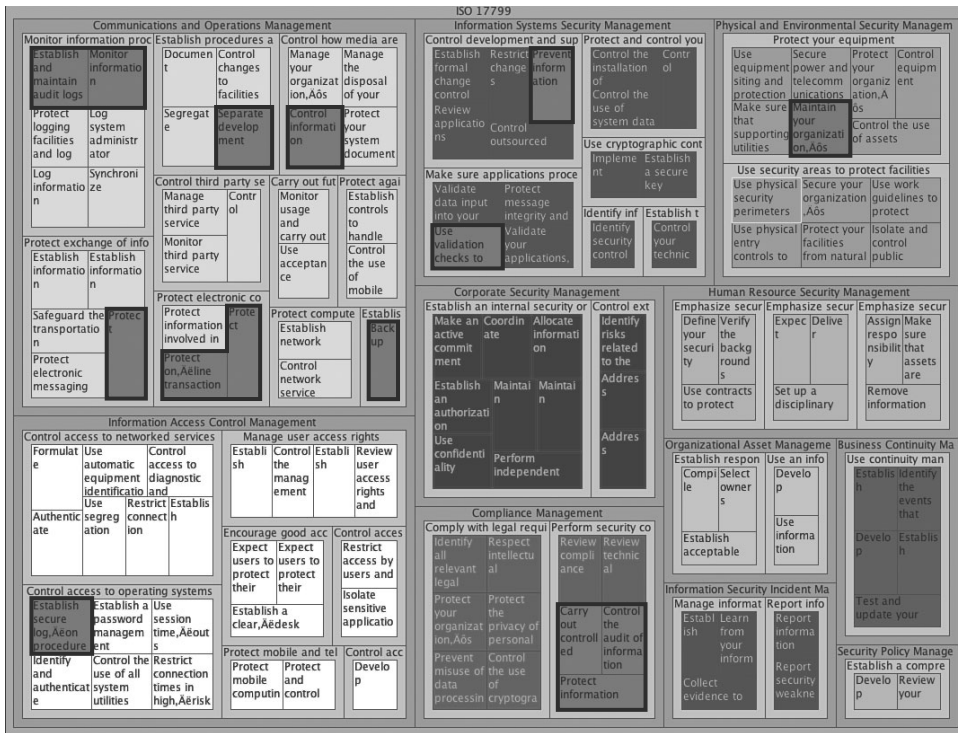 ISO 17799
Communications and Operations Management
Monitor information proc
Establish
and
maintain
audit logs
Monitor
informatio
n
Protect
logging
facilities
and log
Log
system
administr
ator
Log
informatio
n
Synchroni
ze
Establish procedures a
Documen
t
Control
changes
to
facilities
Segregat
e
Separate
develop
ment
Control how media are
Manage
your
organizat
ion‚Äôs
Manage
the
disposal
of your
Control
informati
on
Protect
your
system
document
Control third party se
Manage
third party
service
Contr
ol
Monitor
third party
service
Carry out fut
Monitor
usage
and
carry out
Use
acceptan
ce
Protect agai
Establish
controls
to
handle
Control
the use
of
mobile
Protect exchange of info
Establish
informatio
n
Establish
informatio
n
Safeguard the
transportatio
n
Protec
t
Protect
electronic
messaging
Protect electronic co
Protect
information
involved in
Prote
ct
Protect
on‚Äëline
transaction
Protect compute
Establish
network
Control
network
service
Establis
Back
up
Information Systems Security Management
Control development and sup
Establish
formal
change
control
Restrict
change
s
Prevent
inform
ation
Review
applicatio
ns
Control
outsourced
Protect and control you
Control the
installation
of
Contr
ol
Control the
use of
system data
Use cryptographic cont
Impleme
nt
Establish
a secure
key
Make sure applications proce
Validate
data input
into your
Protect
message
integrity and
Use
validation
checks to
Validate
your
applications,
Identify inf
Identify
security
control
Establish t
Control
your
technic
Physical and Environmental Security Managem
Protect your equipment
Use
equipment
siting and
protection
Secure
power and
telecomm
unications
Protect
your
organiz
ation‚Ä
ôs
Control
equipm
ent
Make sure
that
supporting
utilities
Maintain
your
organizati
on‚Äôs
Control the use
of assets
Use security areas to protect facilities
Use physical
security
perimeters
Secure your
organization
‚Äôs
Use work
guidelines to
protect
Use physical
entry
controls to
Protect your
facilities
from natural
Isolate and
control
public
Corporate Security Management
Establish an internal security or
Make an
active
commit
ment
Coordin
ate
Allocate
informati
on
Establish
an
authorizati
on
Maintai
n
Maintai
n
Use
confidenti
ality
Perform
independent
Control ext
Identify
risks
related
to the
Addres
s
Addres
s
Human Resource Security Management
Emphasize secur
Define
your
securi
ty
Verify
the
backg
round
s
Use contracts
to protect
Emphasize secur
Expec
t
Delive
r
Set up a
disciplinary
Emphasize secur
Assign
respo
nsibilit
y
Make
sure
that
assets
are
Remove
information
Information Access Control Management
Control access to networked services
Formulat
e
Use
automatic
equipment
identificatio
Control
access to
diagnostic
and
Authentic
ate
Use
segreg
ation
Restrict
connect
ion
Establis
h
Manage user access rights
Establi
sh
Control
the
manag
ement
Establi
sh
Review
user
access
rights
and
Encourage good acc
Expect
users to
protect
their
Expect
users to
protect
their
Establish a
clear‚Äëdesk
Control acces
Restrict
access by
users and
Isolate
sensitive
applicatio
Control access to operating systems
Establish
secure
log‚Äëon
procedure
Establish a
password
managem
ent
Use
session
time‚Äëout
s
Identify
and
authenticat
e
Control the
use of all
system
utilities
Restrict
connection
times in
high‚Äërisk
Protect mobile and tel
Protect
mobile
computin
Protect
and
control
Control acc
Develo
p
Compliance Management
Comply with legal requi
Identify
all
relevant
legal
Respect
intellectu
al
Protect
your
organizat
ion‚Äôs
Protect
the
privacy of
personal
Prevent
misuse of
data
processin
Control
the use
of
cryptogra
Perform security co
Review
compli
ance
Review
technic
al
Carry
out
controll
ed
Control
the
audit of
informa
tion
Protect
information
Organizational Asset Manageme
Establish respon
Compi
le
Select
owner
s
Establish
acceptable
Use an info
Develo
p
Use
informa
tion
Business Continuity Ma
Use continuity man
Establis
h
Identify
the
events
that
Develo
p
Establis
h
Test and
update your
Information Security Incident Ma
Manage informat
Establ
ish
Learn
from
your
inform
Collect
evidence to
Report info
Report
informa
tion
Report
security
weakne
Security Policy Manage
Establish a compre
Develo
p
Review
your